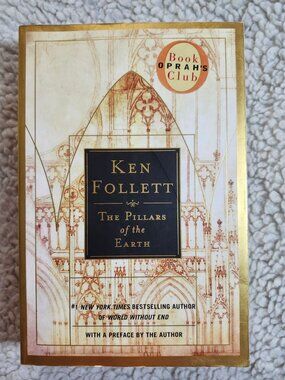 Book
OPRAH'S
Club
KEN
FOLLETT
THE PILLARS
of the
EARTH
#1 NEW YORK TIMES BESTSELLING AUTHOR
OF WORLD WITHOUT END
WITH A PREFACE BY THE AUTHOR